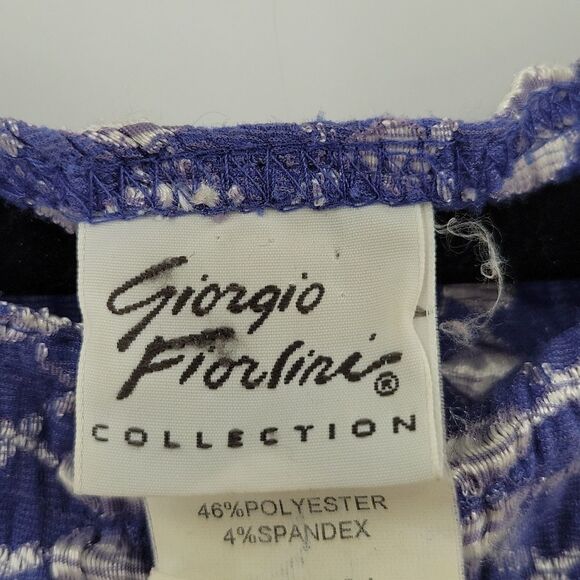 Giorgio
Fiorlini®
COLLECTION
46%POLYESTER
4%SPANDEX